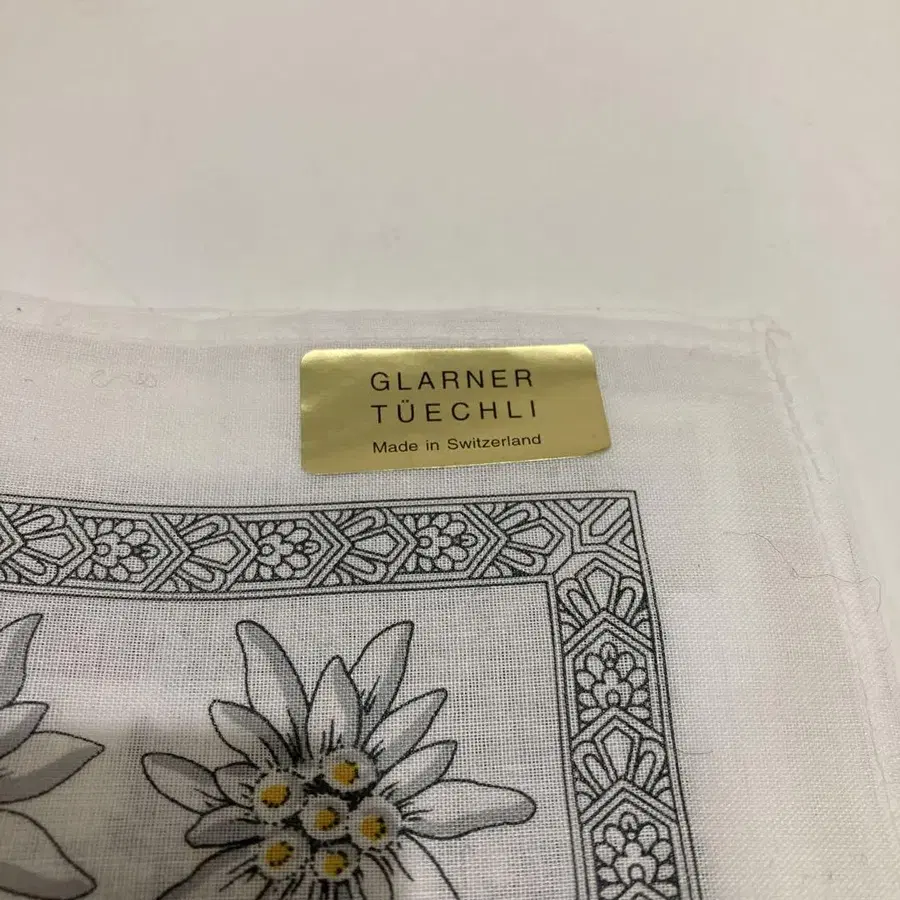 GLARNER
TÜECHLI
Made in Switzerland